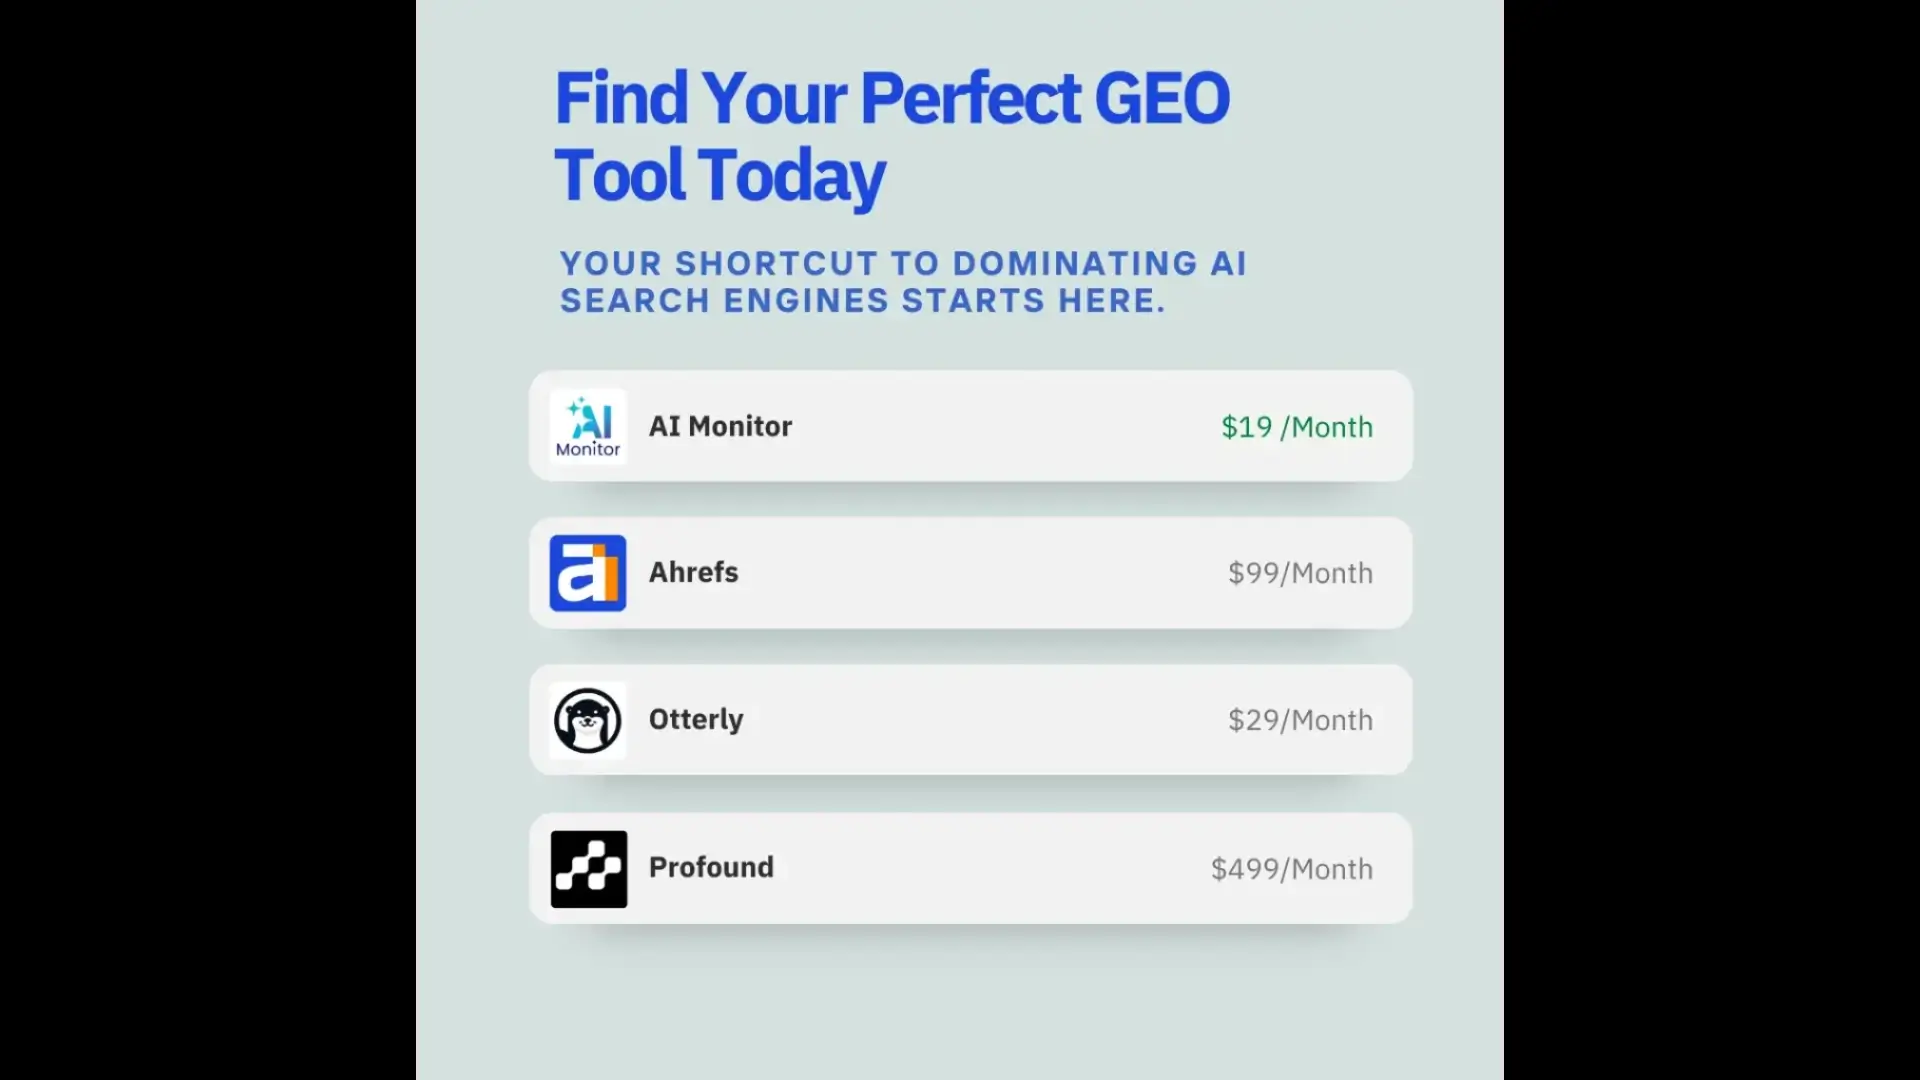 Find Your Perfect GEO
Tool Today
YOUR SHORTCUT TO DOMINATING AI
SEARCH ENGINES STARTS HERE.
AI
Monitor
AI Monitor
$19 /Month
a
Ahrefs
$99/Month
Otterly
$29/Month
Profound
$499/Month